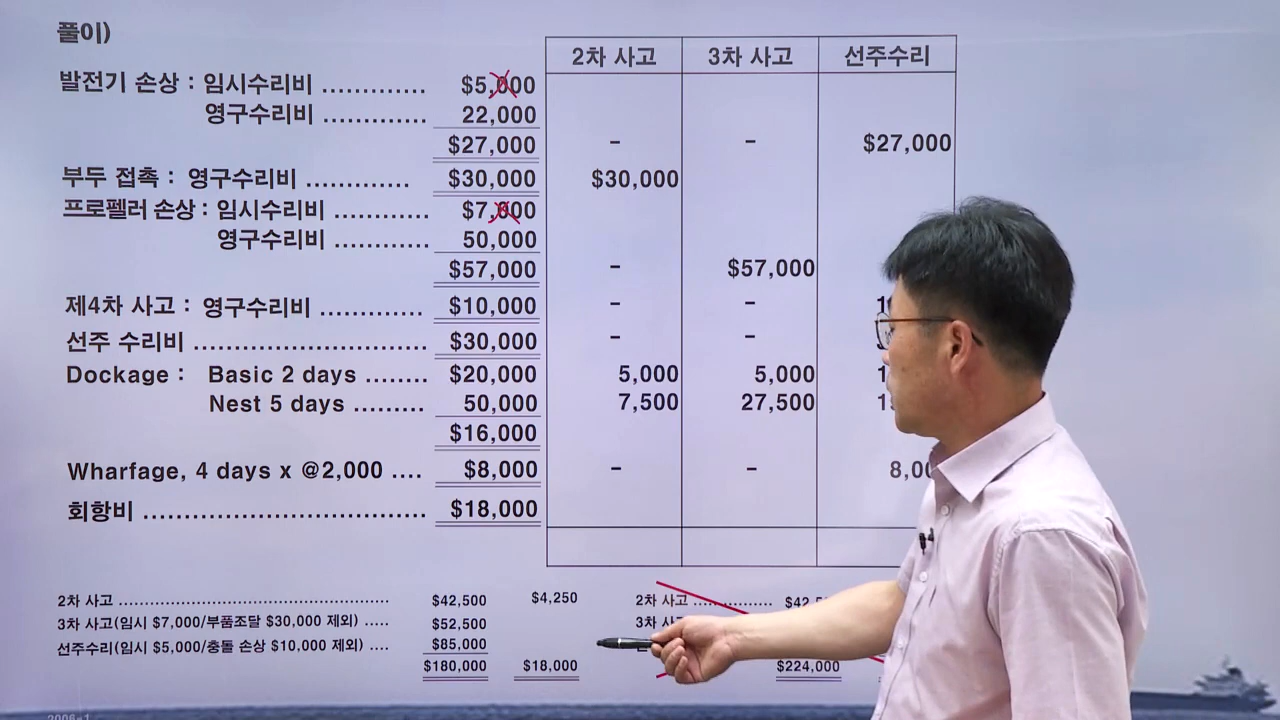 풀이)
2차 사고 3차 사고 선주수리
발전기 손상 : 임시수리비 ............. $5,000
영구수리비 ............. 22,000
$27,000 – – $27,000
부두 접촉 : 영구수리비 ............. $30,000 $30,000
프로펠러 손상 : 임시수리비 ............ $7,000
영구수리비 ............ 50,000
$57,000 – $57,000
제4차 사고 : 영구수리비 ............. $10,000 – –
선주 수리비 ............................. $30,000 – –
Dockage : Basic 2 days ........ $20,000 5,000 5,000
Nest 5 days ......... 50,000 7,500 27,500
$16,000
Wharfage, 4 days x @2,000 .... $8,000 – –
회항비 ................................... $18,000
2차 사고 .................................................... $42,500 $4,250
3차 사고(임시 $7,000/부품조달 $30,000 제외) ..... $52,500
선주수리(임시 $5,000/충돌 손상 $10,000 제외) .... $85,000
$180,000 $18,000
2차 사고 ...............
$224,000